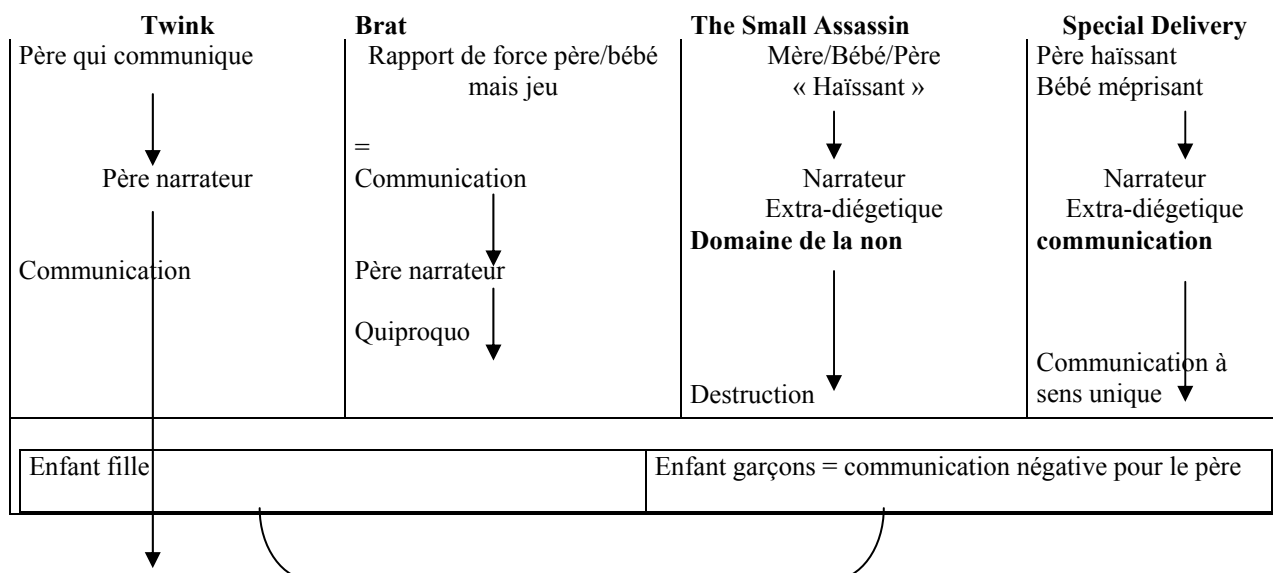 Twink
Père qui communique
Père narrateur
Communication
Brat
Rapport de force père/bébé
mais jeu
=
Communication
Père narrateur
Quiproquo
The Small Assassin
Mère/Bébé/Père
« Haïssant »
Narrateur
Extra-diégetique
Domaine de la non
Destruction
Special Delivery
Père haïssant
Bébé méprisant
Narrateur
Extra-diégetique
communication
Communication à
sens unique
Enfant fille
Enfant garçons = communication négative pour le père